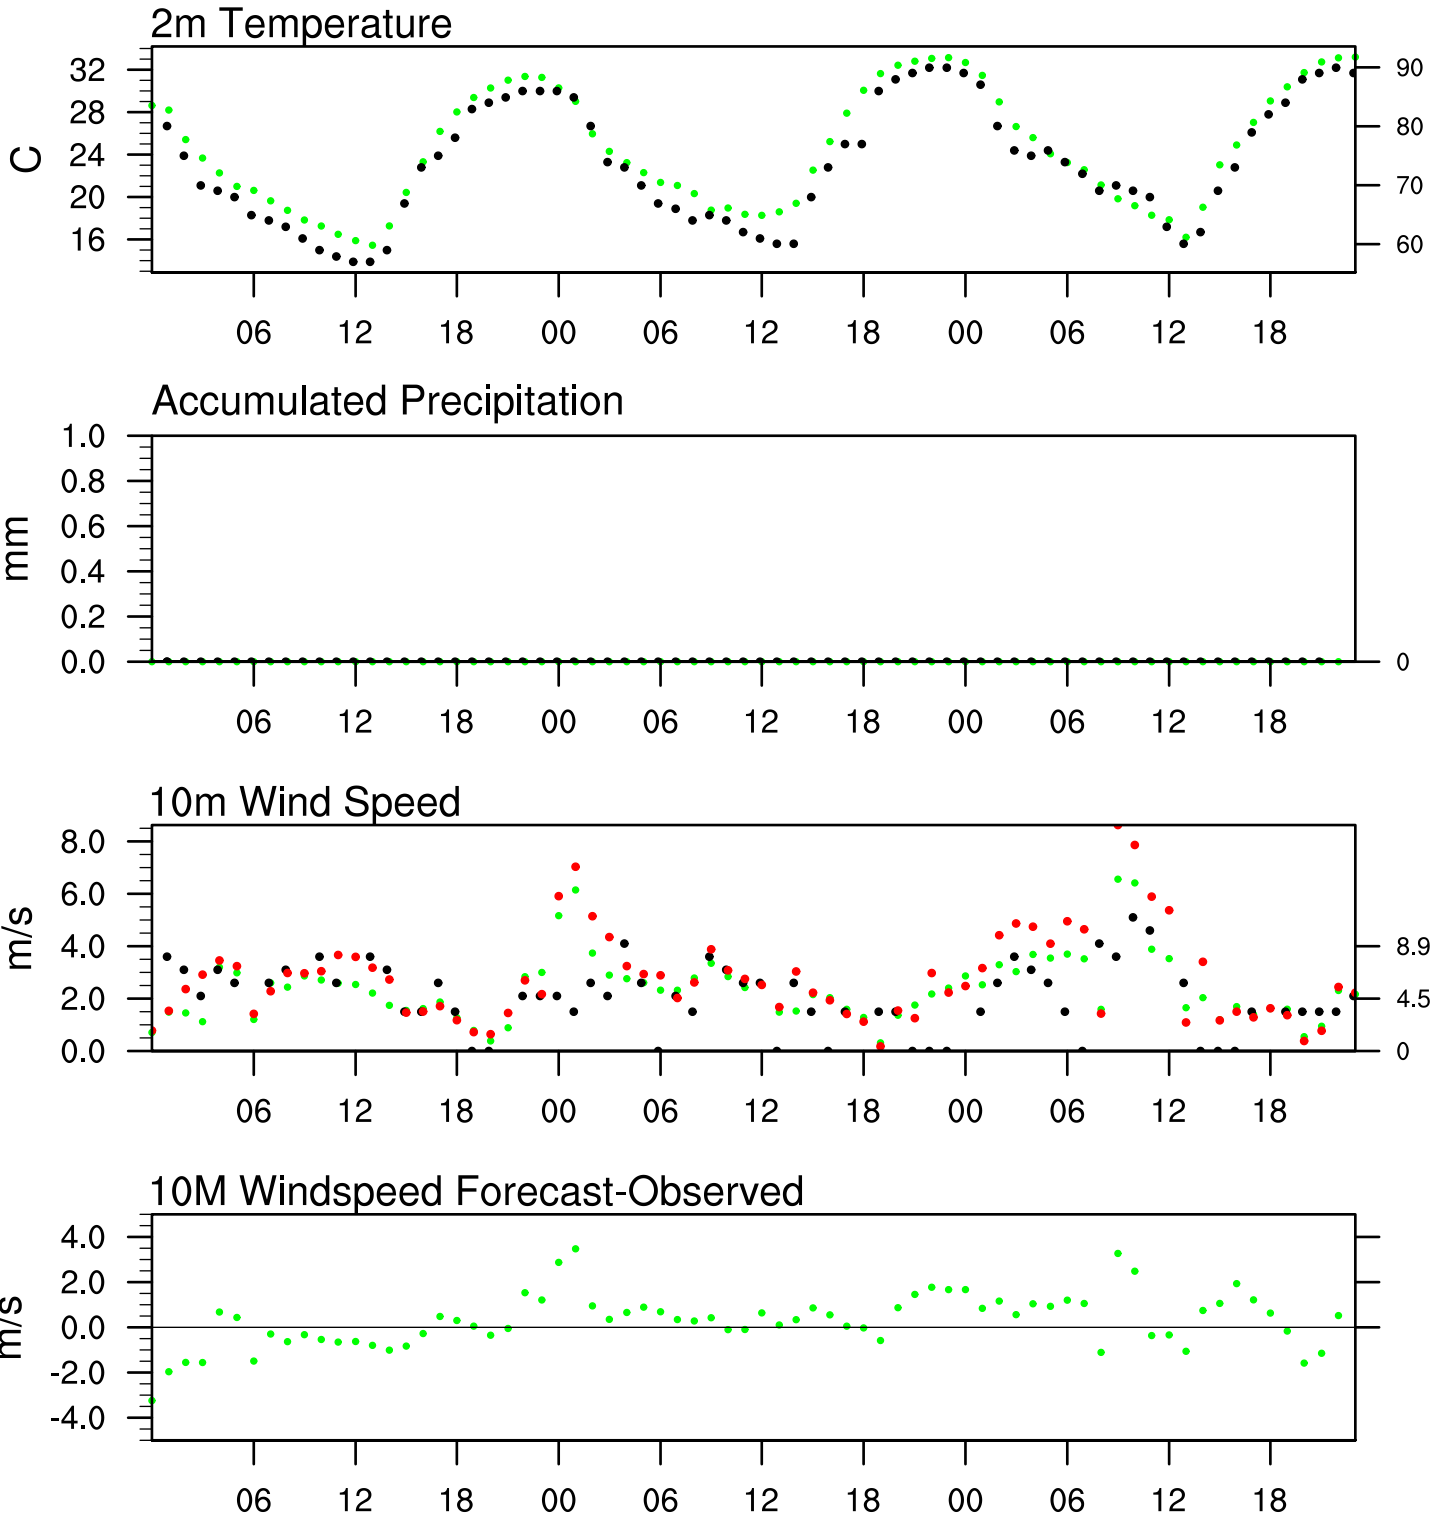 2m Temperature
32
28
24
20
16
C
90
80
70
60
06 12 18 00 06 12 18 00 06 12 18
Accumulated Precipitation
1.0
0.8
0.6
0.4
0.2
0.0
mm
0
06 12 18 00 06 12 18 00 06 12 18
10m Wind Speed
8.0
6.0
4.0
2.0
0.0
m/s
8.9
4.5
0
06 12 18 00 06 12 18 00 06 12 18
10M Windspeed Forecast-Observed
4.0
2.0
0.0
-2.0
-4.0
m/s
06 12 18 00 06 12 18 00 06 12 18